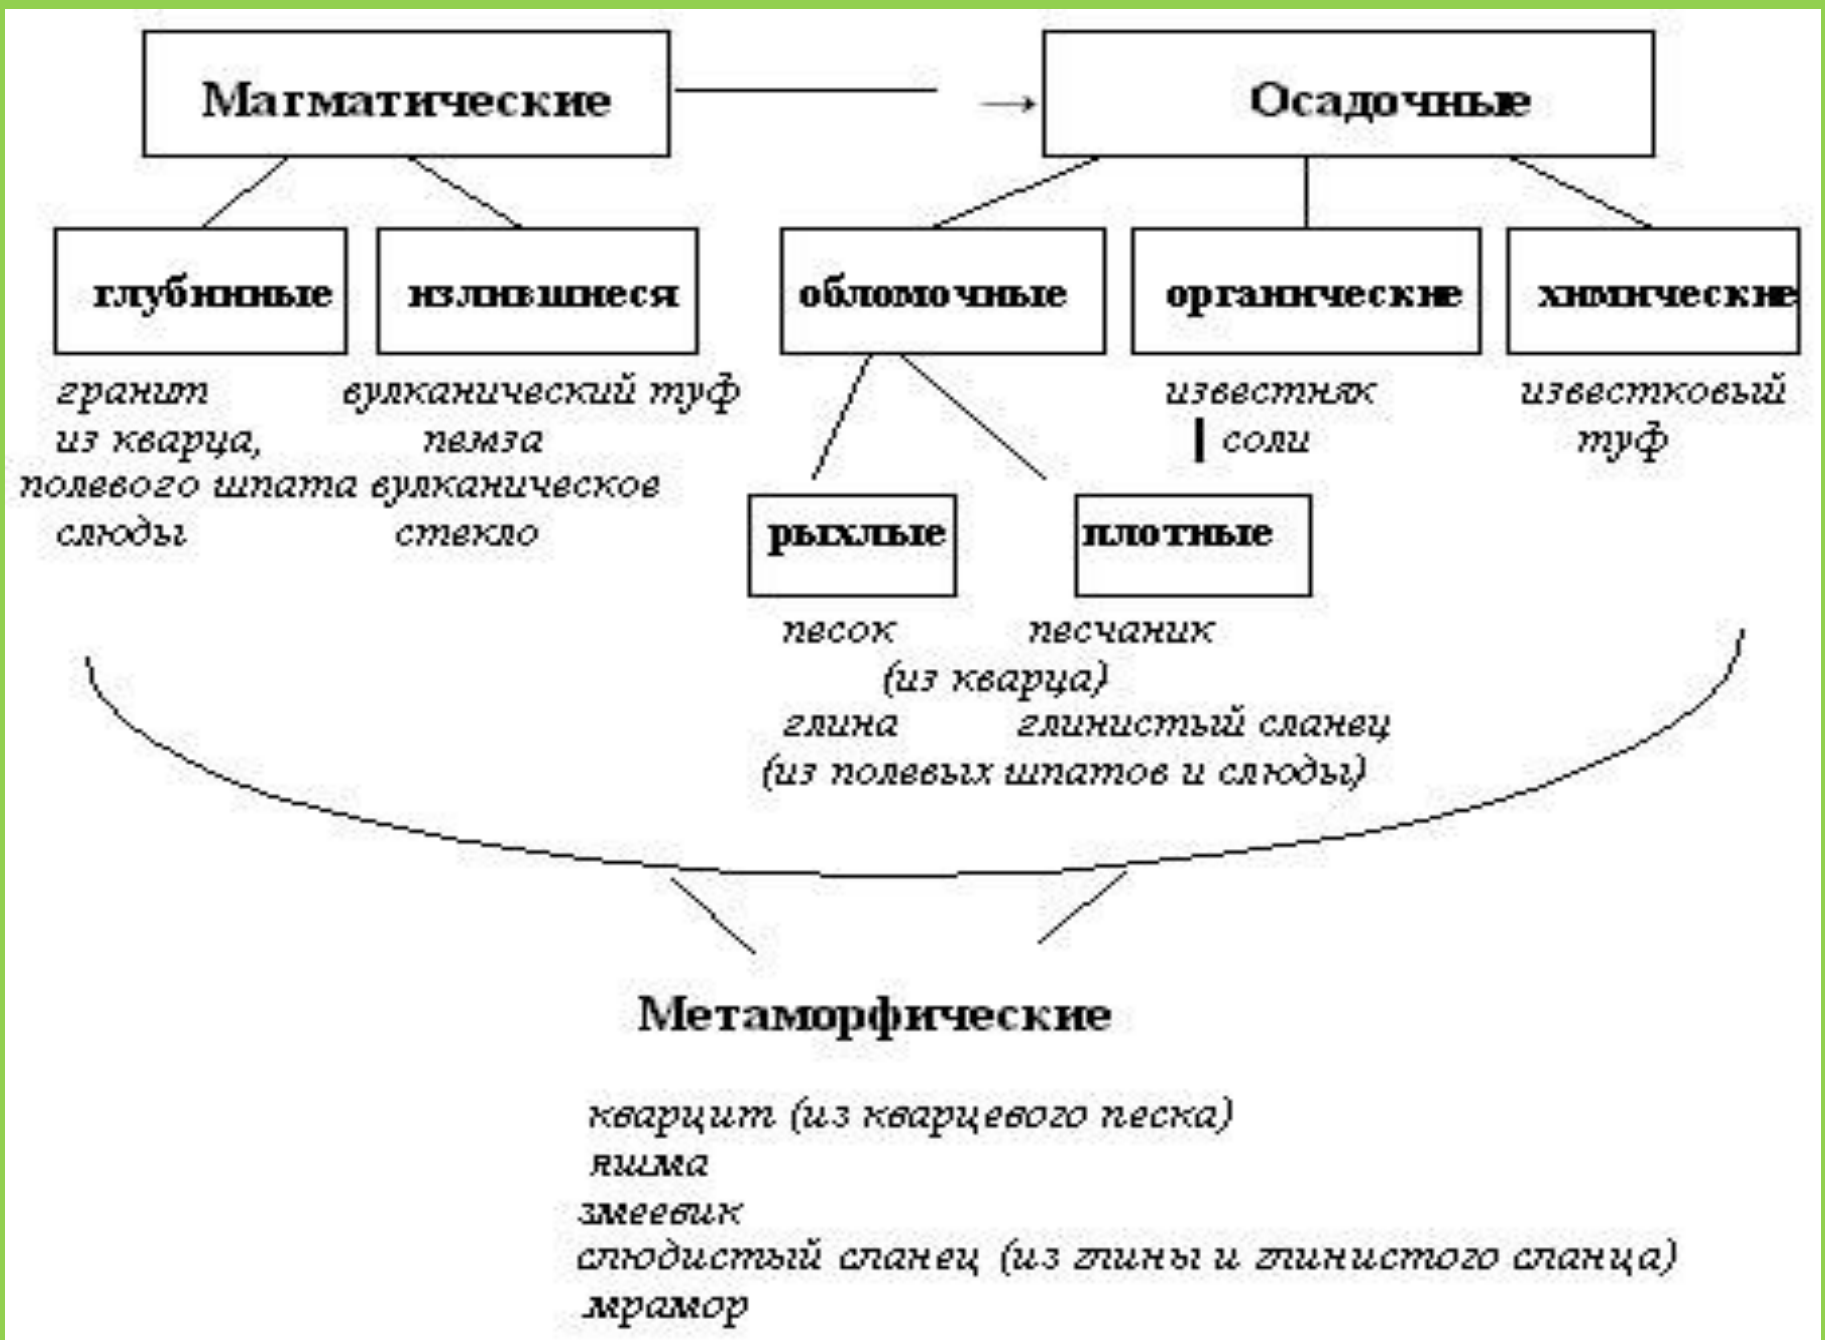 Магматические
Осадочные
глубинные
излившиеся
обломочные
органические
химические
гранит
из кварца,
полевого шпата
слюды
вулканический туф
пемза
вулканическое
стекло
известняк
соли
известковый
туф
рыхлые
плотные
песок песчаник
(из кварца)
глина глинистый сланец
(из полевых шпатов и слюды)
Метаморфические
кварцит (из кварцевого песка)
яшма
змеевик
слюдистый сланец (из глины и глинистого сланца)
мрамор